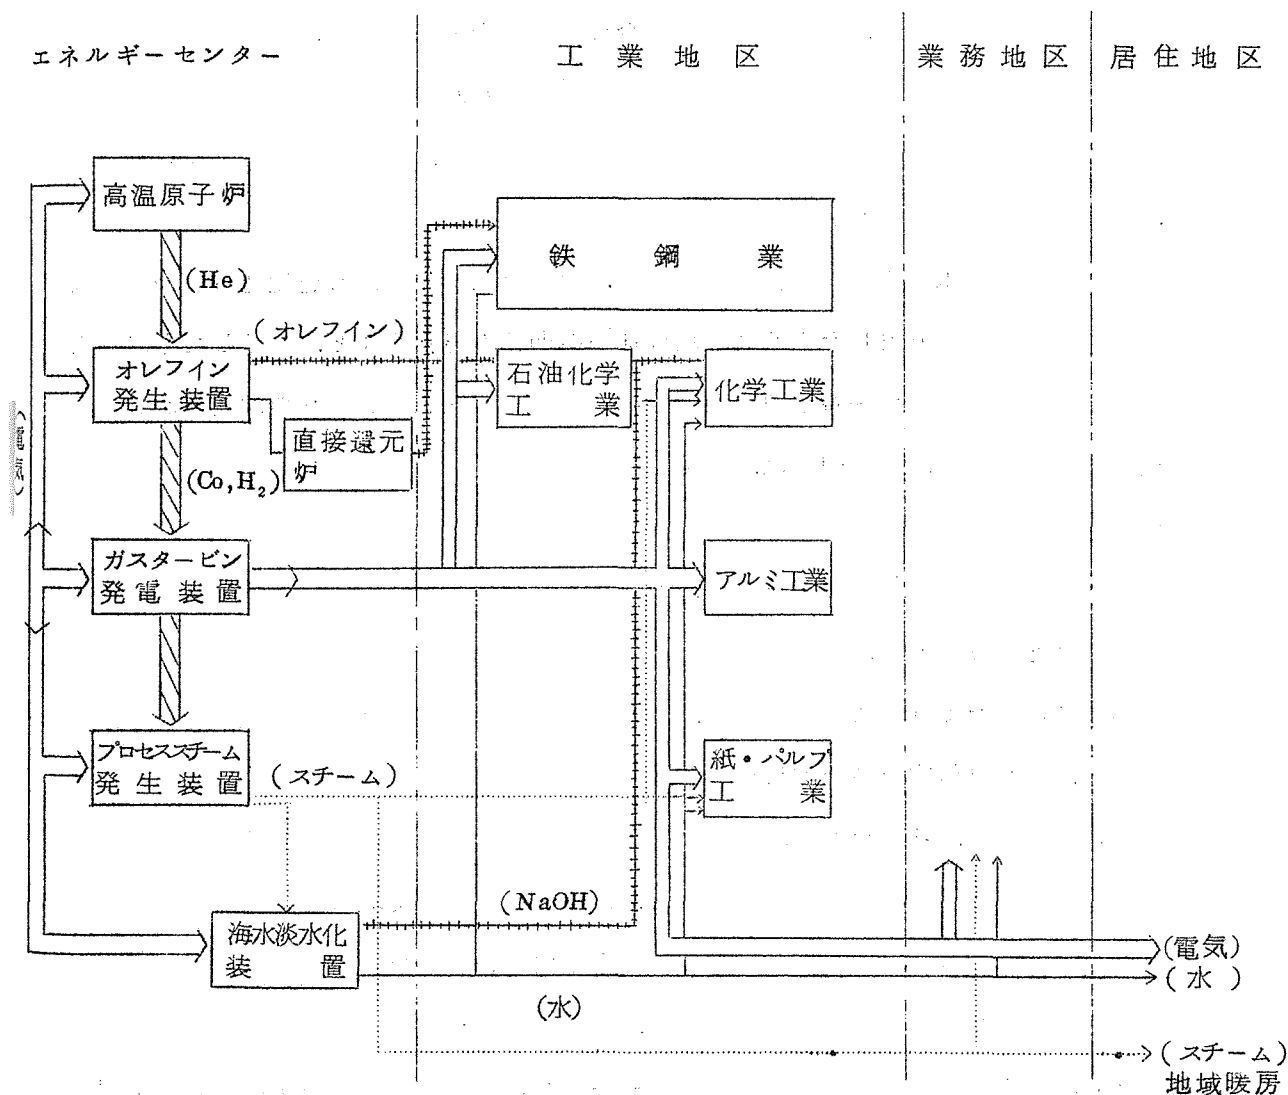 エネルギーセンター
工業地区
業務地区
居住地区
高温原子炉
(He)
(オレフイン)
鉄鋼業
オレフイン
発生装置
石油化学
工業
化学工業
直接還元
炉
(電気)
(Co,H₂)
ガスタービン
発電装置
アルミ工業
プロセススチーム
発生装置
(スチーム)
紙・パルプ
工業
(NaOH)
海水淡水化
装置
(電気)
(水)
(水)
(スチーム)
地域暖房